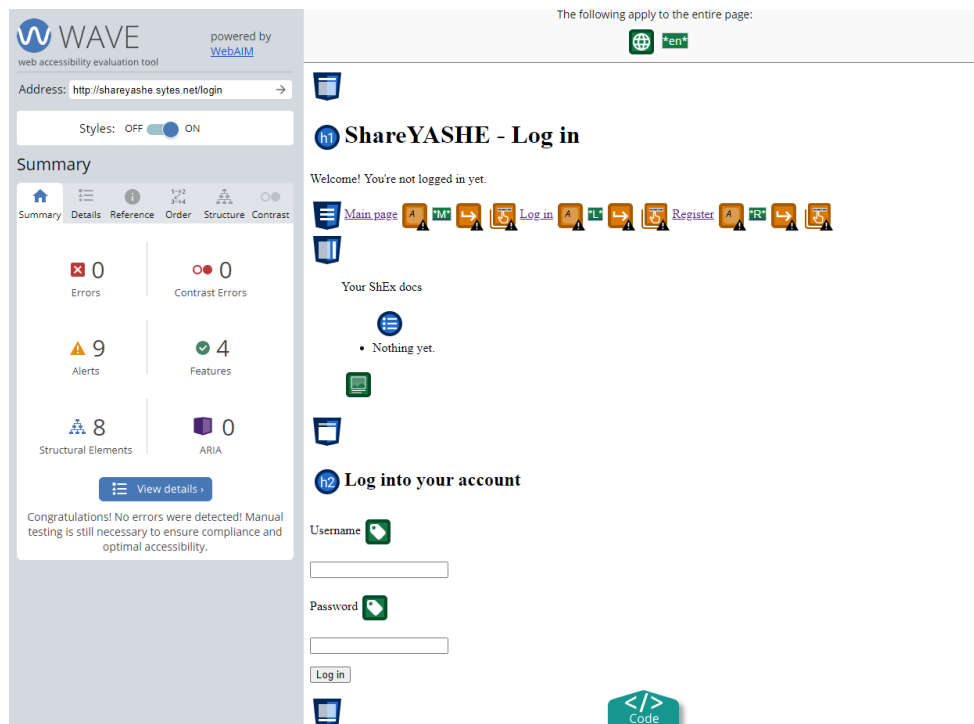 WAVE
web accessibility evaluation tool
powered by
WebAIM
Address: http://shareyashe.sytes.net/login
Styles: OFF ON
Summary
Summary Details Reference Order Structure Contrast
0
Errors
0
Contrast Errors
9
Alerts
4
Features
8
Structural Elements
0
ARIA
View details ›
Congratulations! No errors were detected! Manual
testing is still necessary to ensure compliance and
optimal accessibility.
The following apply to the entire page:
*en*
h1 ShareYASHE - Log in
Welcome! You're not logged in yet.
Main page A *M* Log in A *L* Register A *R*
Your ShEx docs
• Nothing yet.
h2 Log into your account
Username
Password
Log in
</>
Code